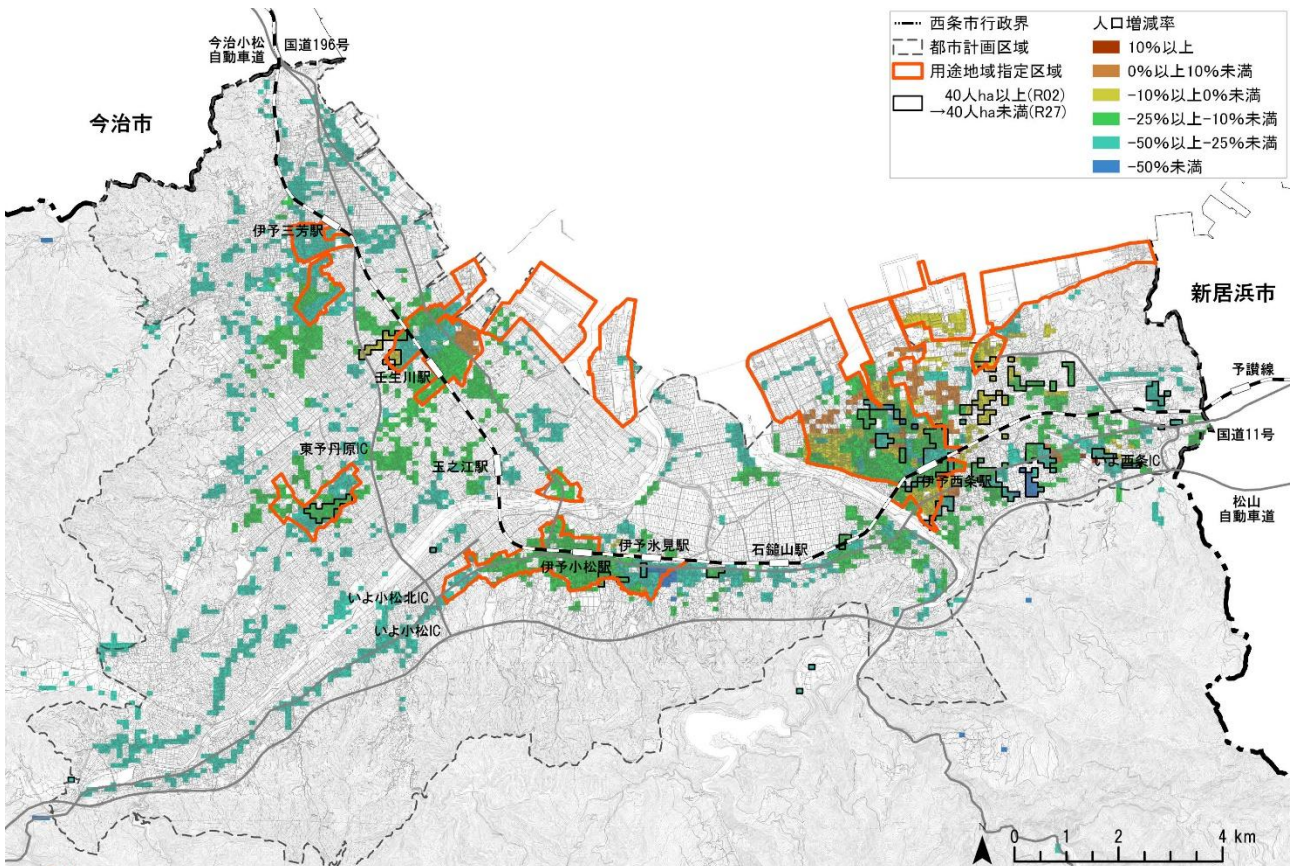 西条市行政界
都市計画区域
用途地域指定区域
40人ha以上(R02)
→40人ha未満(R27)
人口増減率
10%以上
0%以上10%未満
-10%以上0%未満
-25%以上-10%未満
-50%以上-25%未満
-50%未満
今治小松
自動車道
国道196号
今治市
伊予三芳駅
新居浜市
壬生川駅
予讃線
国道11号
東予丹原IC
玉之江駅
いよ西条IC
伊予西条駅
松山
自動車道
石鎚山駅
伊予氷見駅
伊予小松駅
いよ小松北IC
いよ小松IC
0 1 2 4 km